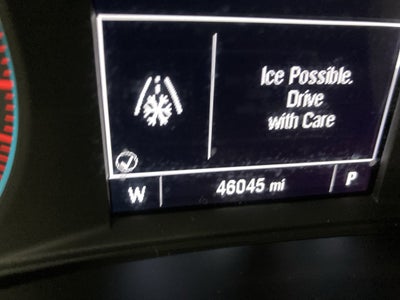 Ice Possible.
Drive
with Care
W 46045 mi P